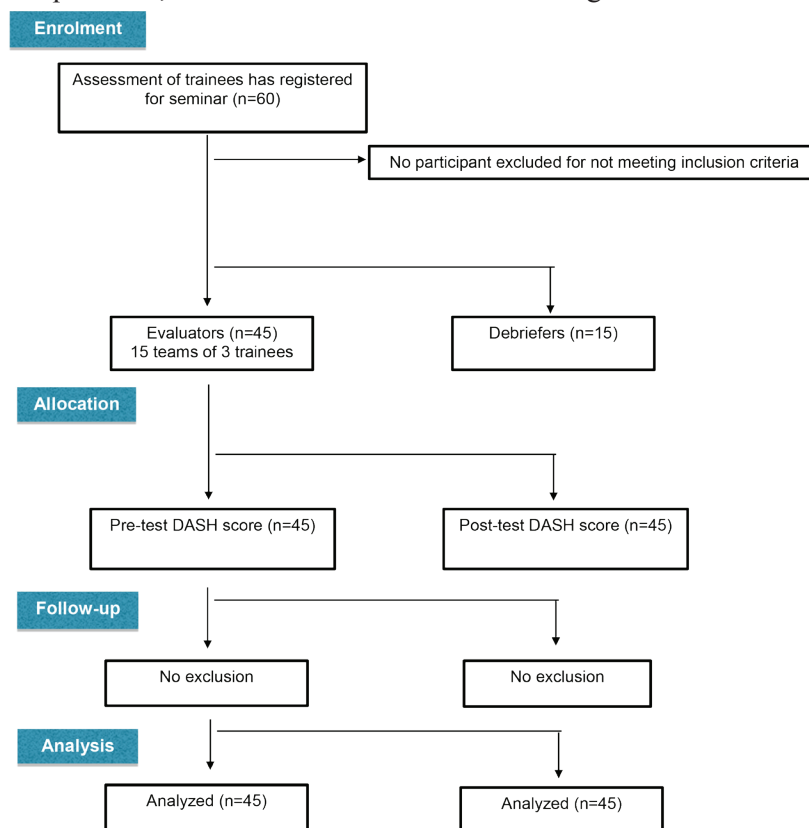 Enrolment
Assessment of trainees has registered
for seminar (n=60)
No participant excluded for not meeting inclusion criteria
Evaluators (n=45)
15 teams of 3 trainees
Debriefers (n=15)
Allocation
Pre-test DASH score (n=45)
Post-test DASH score (n=45)
Follow-up
No exclusion
No exclusion
Analysis
Analyzed (n=45)
Analyzed (n=45)